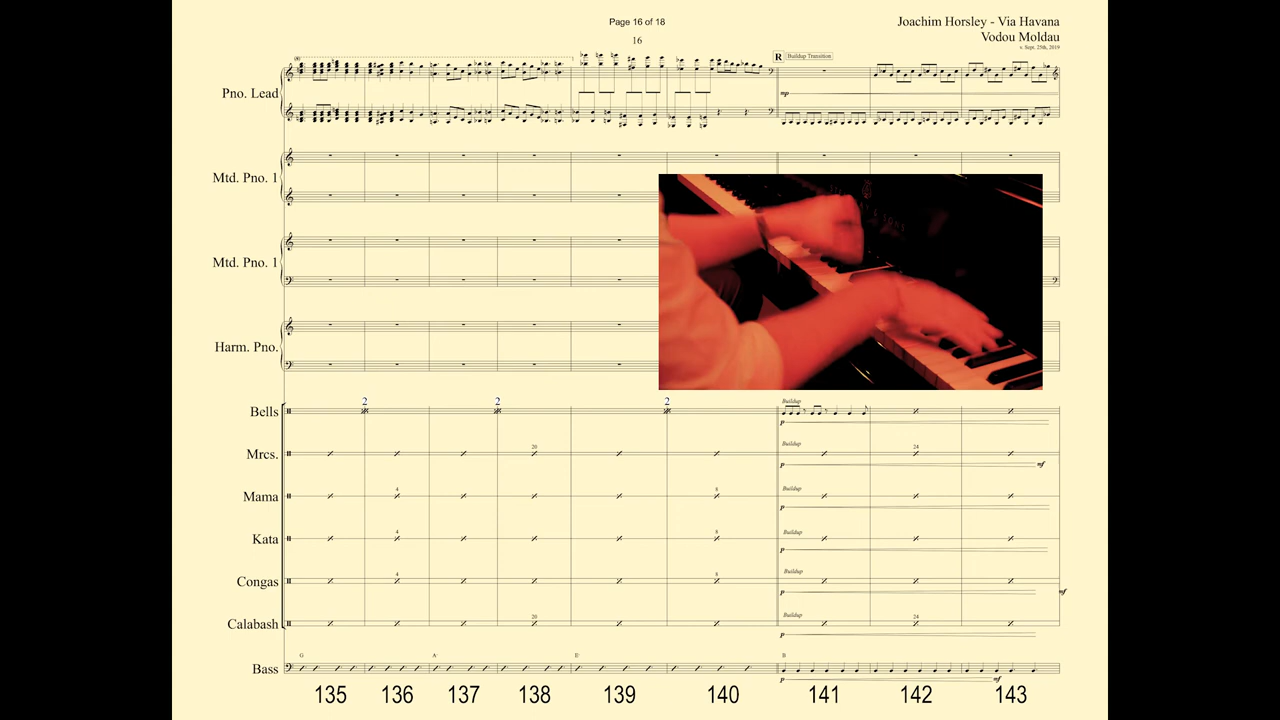 Page 16 of 18
Joachim Horsley - Via Havana
16
Vodou Moldau
v. Sept. 25th, 2019
R Buildup Transition
Pno. Lead
mp
Mtd. Pno. 1
Mtd. Pno. 1
Harm. Pno.
2 2 2 Buildup
Bells
p
20 Buildup 24
Mrcs.
p mf
4 8 Buildup
Mama
p
4 8 Buildup
Kata
p
4 8 Buildup
Congas
p mf
20 Buildup 24
Calabash
p
G B
Bass
p mf
135 136 137 138 139 140 141 142 143